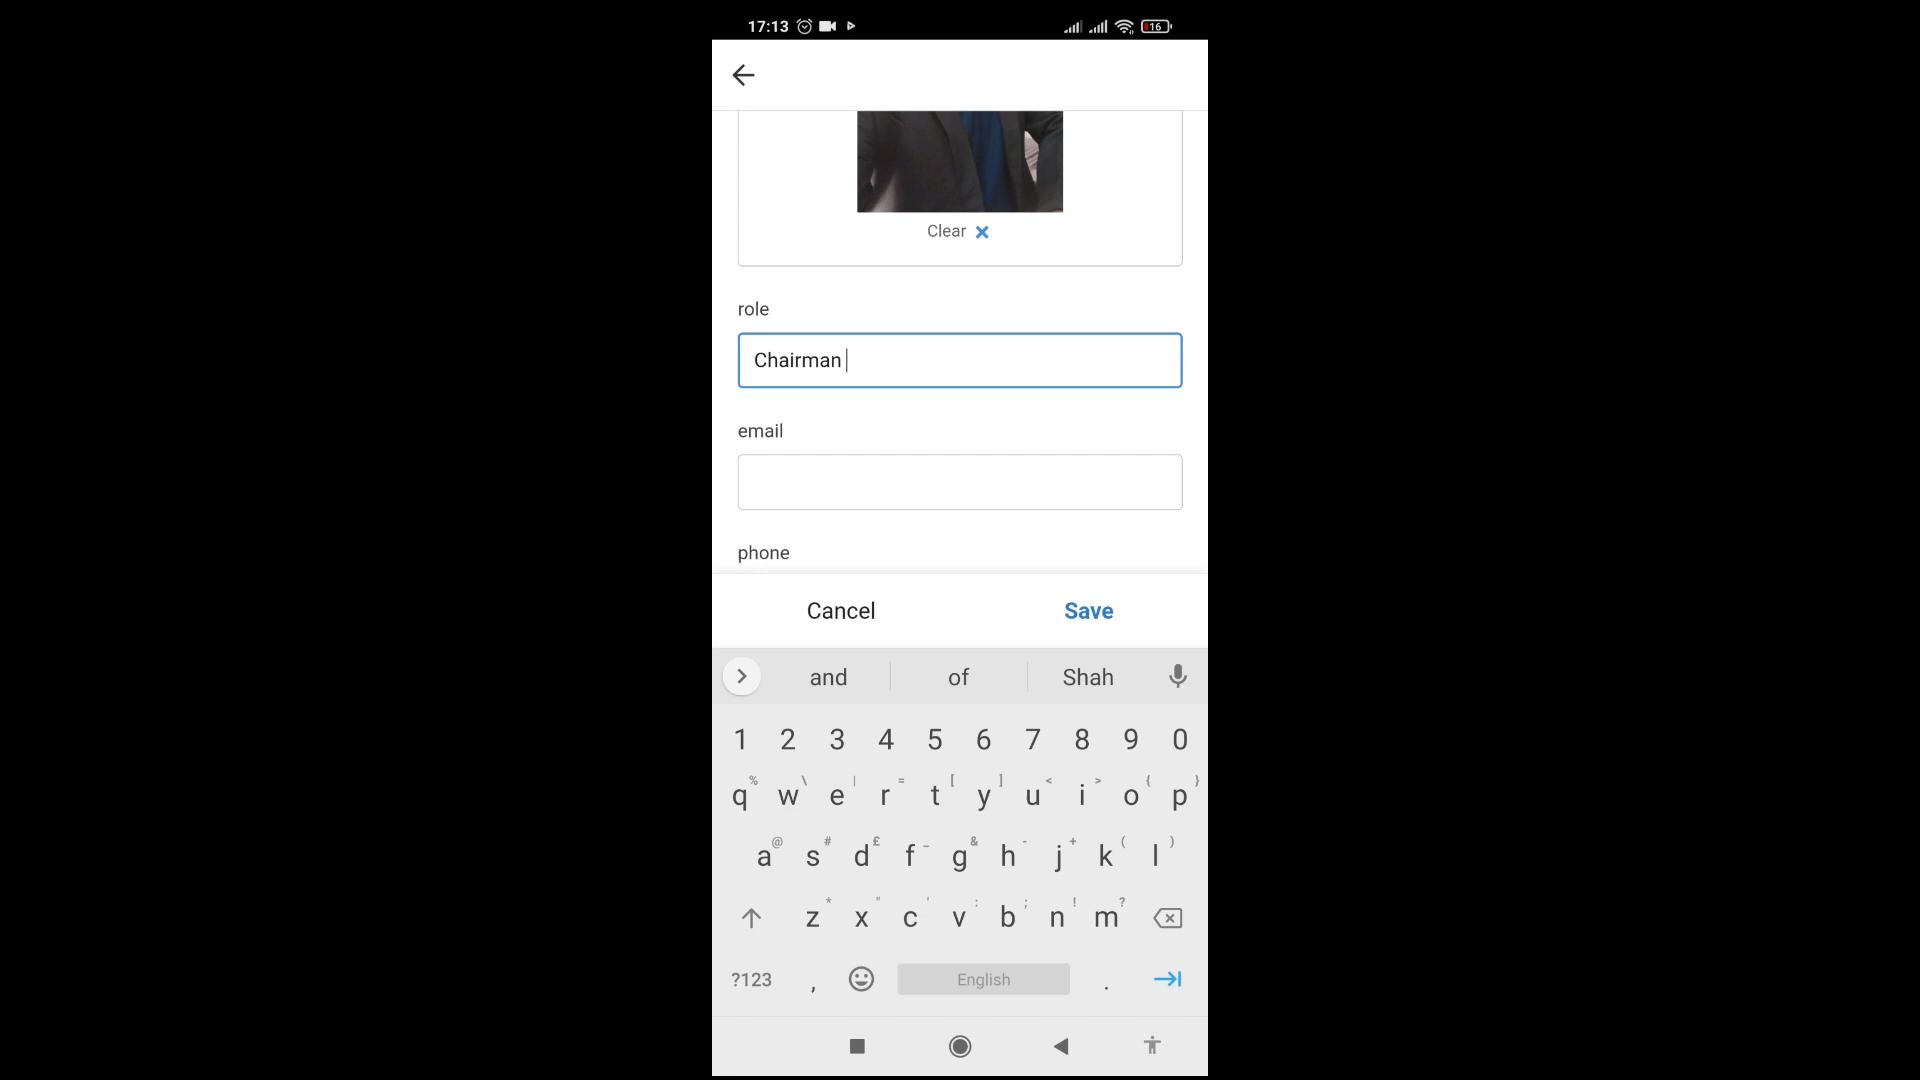 17:13 16
Clear
role
Chairman
email
phone
Cancel Save
and of Shah
1 2 3 4 5 6 7 8 9 0
% \ | = [ ] < > { }
q w e r t y u i o p
@ # £ _ & - + ( )
a s d f g h j k l
* " ' : ; ! ?
z x c v b n m
?123 , English .